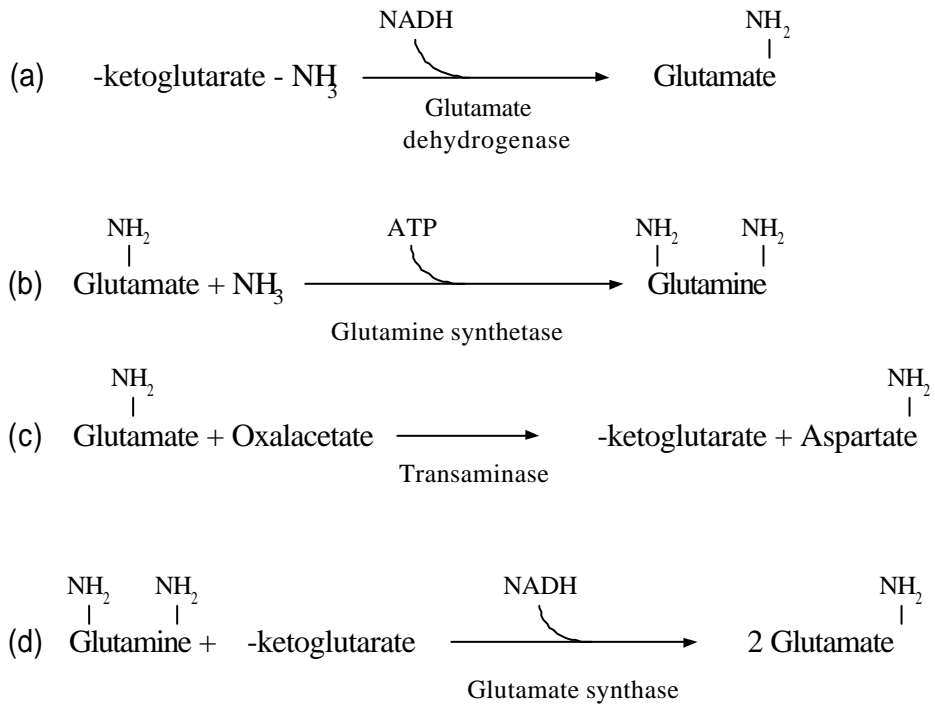 NADH NH₂
(a) -ketoglutarate - NH₃ Glutamate
Glutamate
dehydrogenase
NH₂ ATP NH₂ NH₂
(b) Glutamate + NH₃ Glutamine
Glutamine synthetase
NH₂ NH₂
(c) Glutamate + Oxalacetate -ketoglutarate + Aspartate
Transaminase
NH₂ NH₂ NADH NH₂
(d) Glutamine + -ketoglutarate 2 Glutamate
Glutamate synthase